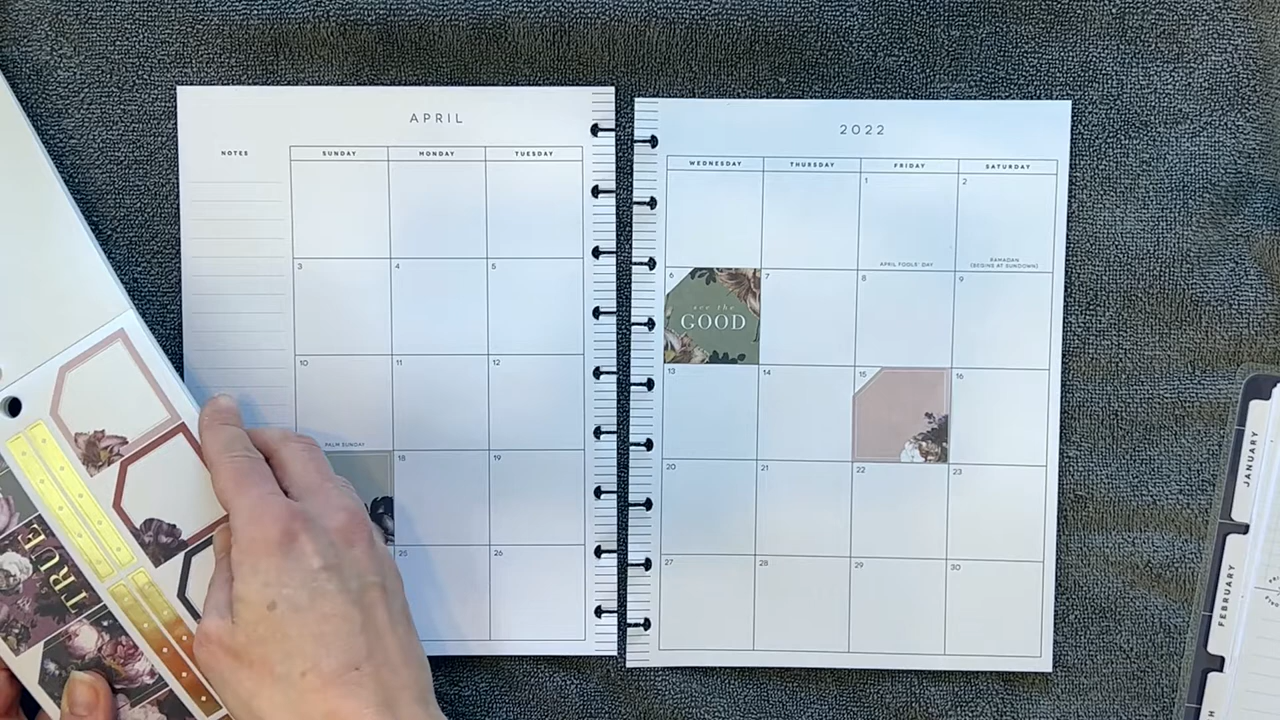 APRIL
NOTES SUNDAY MONDAY TUESDAY
3 4 5
10 11 12
PALM SUNDAY
18 19
25 26
2022
WEDNESDAY THURSDAY FRIDAY SATURDAY
1 2
APRIL FOOLS' DAY
RAMADAN
(BEGINS AT SUNDOWN)
6 7 8 9
see the
GOOD
13 14 15 16
20 21 22 23
27 28 29 30
TRUE
JANUARY
FEBRUARY
H